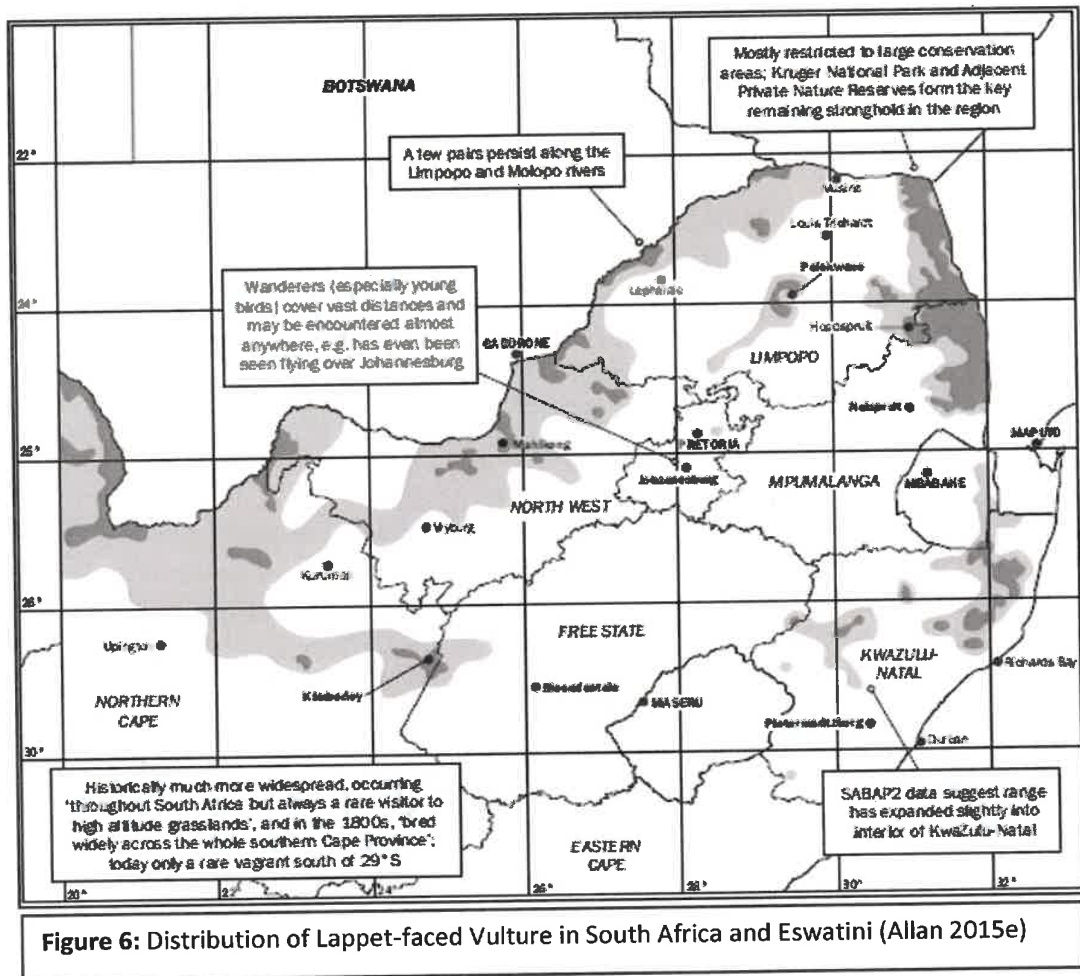 BOTSWANA
Mostly restricted to large conservation
areas; Kruger National Park and Adjacent
Private Nature Reserves form the key
remaining stronghold in the region
22°
A few pairs persist along the
Limpopo and Molopo rivers
Musina
Louis Trichardt
Polokwane
Lephalale
Wanderers (especially young
birds) cover vast distances and
may be encountered almost
anywhere, e.g. has even been
seen flying over Johannesburg
24°
Hoedspruit
GABORONE
LIMPOPO
Nelspruit
Mahikeng
PRETORIA
MAPUTO
Johannesburg
MPUMALANGA
MBABANE
NORTH WEST
Vryburg
Kuruman
FREE STATE
KWAZULU-
NATAL
Upington
Richards Bay
Kimberley
Bloemfontein
MASERU
NORTHERN
CAPE
Pietermaritzburg
Durban
30°
Historically much more widespread, occurring
'throughout South Africa but always a rare visitor to
high altitude grasslands', and in the 1800s, 'bred
widely across the whole southern Cape Province';
today only a rare vagrant south of 29°S
SABAP2 data suggest range
has expanded slightly into
interior of KwaZulu-Natal
EASTERN
CAPE
20°
24°
26°
28°
30°
32°
Figure 6: Distribution of Lappet-faced Vulture in South Africa and Eswatini (Allan 2015e)